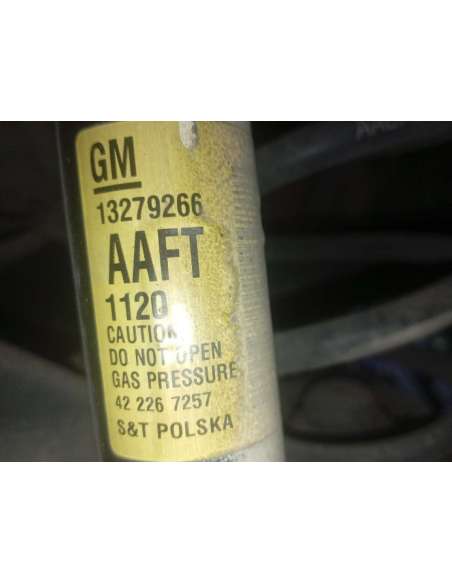 GM
13279266
AAFT
1120
CAUTION
DO NOT OPEN
GAS PRESSURE
42 226 7257
S&T POLSKA